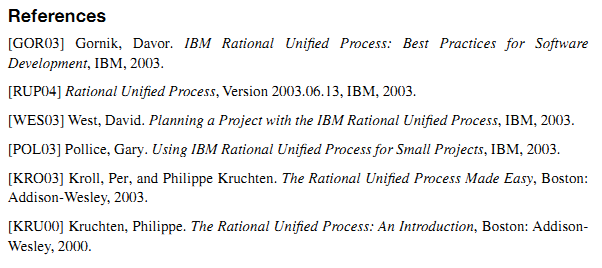 References
[GOR03] Gornik, Davor. IBM Rational Unified Process: Best Practices for Software
Development, IBM, 2003.
[RUP04] Rational Unified Process, Version 2003.06.13, IBM, 2003.
[WES03] West, David. Planning a Project with the IBM Rational Unified Process, IBM, 2003.
[POL03] Pollice, Gary. Using IBM Rational Unified Process for Small Projects, IBM, 2003.
[KRO03] Kroll, Per, and Philippe Kruchten. The Rational Unified Process Made Easy, Boston:
Addison-Wesley, 2003.
[KRU00] Kruchten, Philippe. The Rational Unified Process: An Introduction, Boston: Addison-
Wesley, 2000.